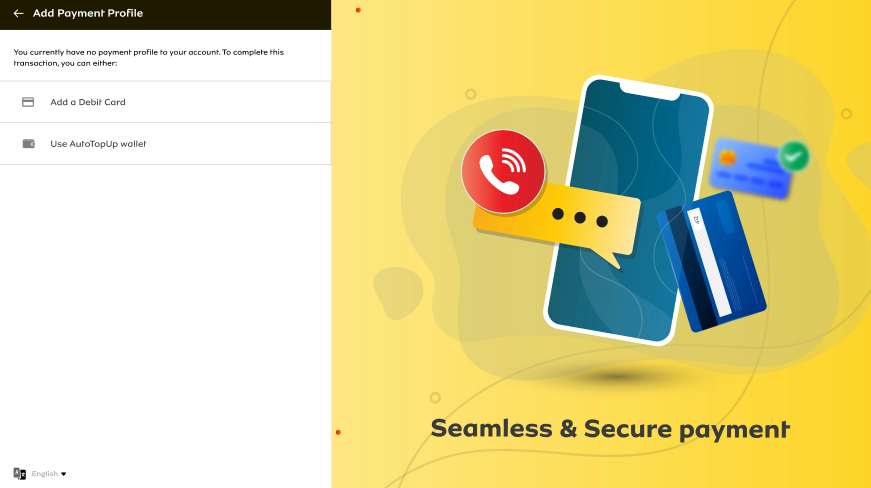 Add Payment Profile
You currently have no payment profile to your account. To complete this
transaction, you can either:
Add a Debit Card
Use AutoTopUp wallet
English
Seamless & Secure payment